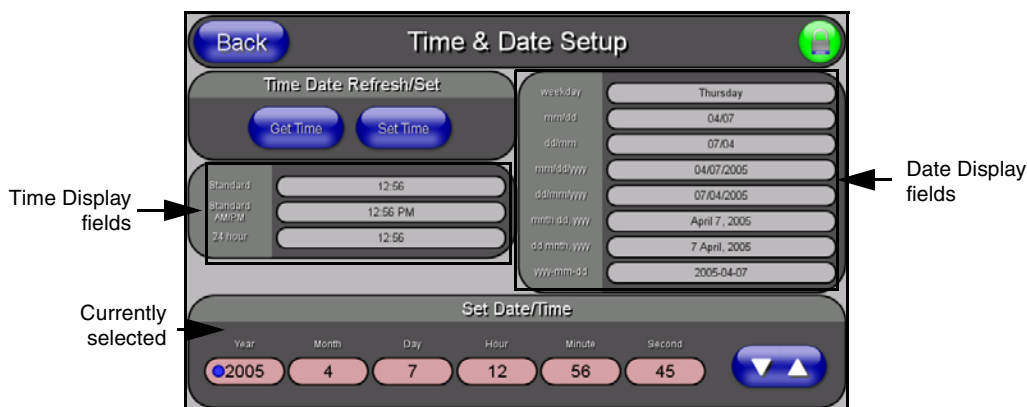 Back
Time & Date Setup
Time Date Refresh/Set
Get Time
Set Time
Time Display
fields
Standard 12:56
Standard
AM/PM 12:56 PM
24 hour 12:56
weekday Thursday
mm/dd 04/07
dd/mm 07/04
mm/dd/yyyy 04/07/2005
dd/mm/yyyy 07/04/2005
mnth dd, yyyy April 7, 2005
dd mnth, yyyy 7 April, 2005
yyyy-mm-dd 2005-04-07
Date Display
fields
Currently
selected
Set Date/Time
Year Month Day Hour Minute Second
2005 4 7 12 56 45